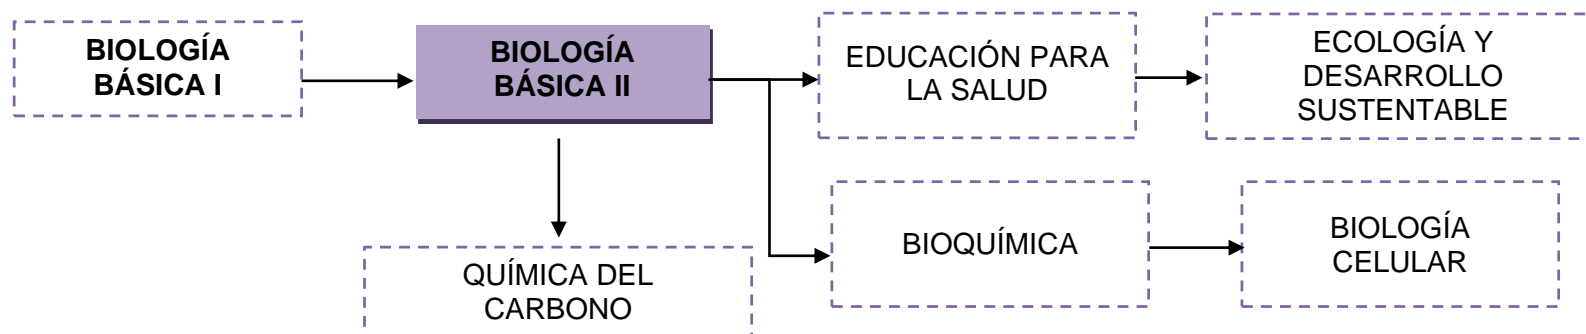 BIOLOGÍA
BÁSICA I
BIOLOGÍA
BÁSICA II
EDUCACIÓN PARA
LA SALUD
ECOLOGÍA Y
DESARROLLO
SUSTENTABLE
QUÍMICA DEL
CARBONO
BIOQUÍMICA
BIOLOGÍA
CELULAR